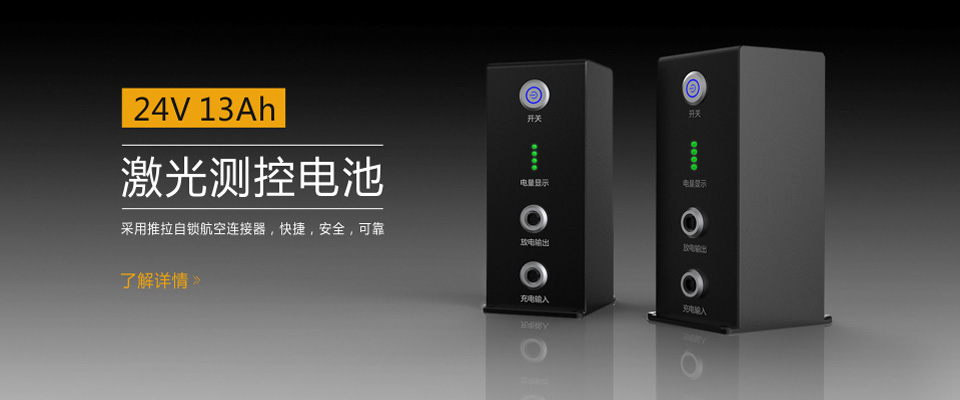 24V 13Ah
激光测控电池
采用推拉自锁航空连接器，快捷，安全，可靠
了解详情»
开关
电量显示
放电输出
充电输入
开关
电量显示
放电输出
充电输入